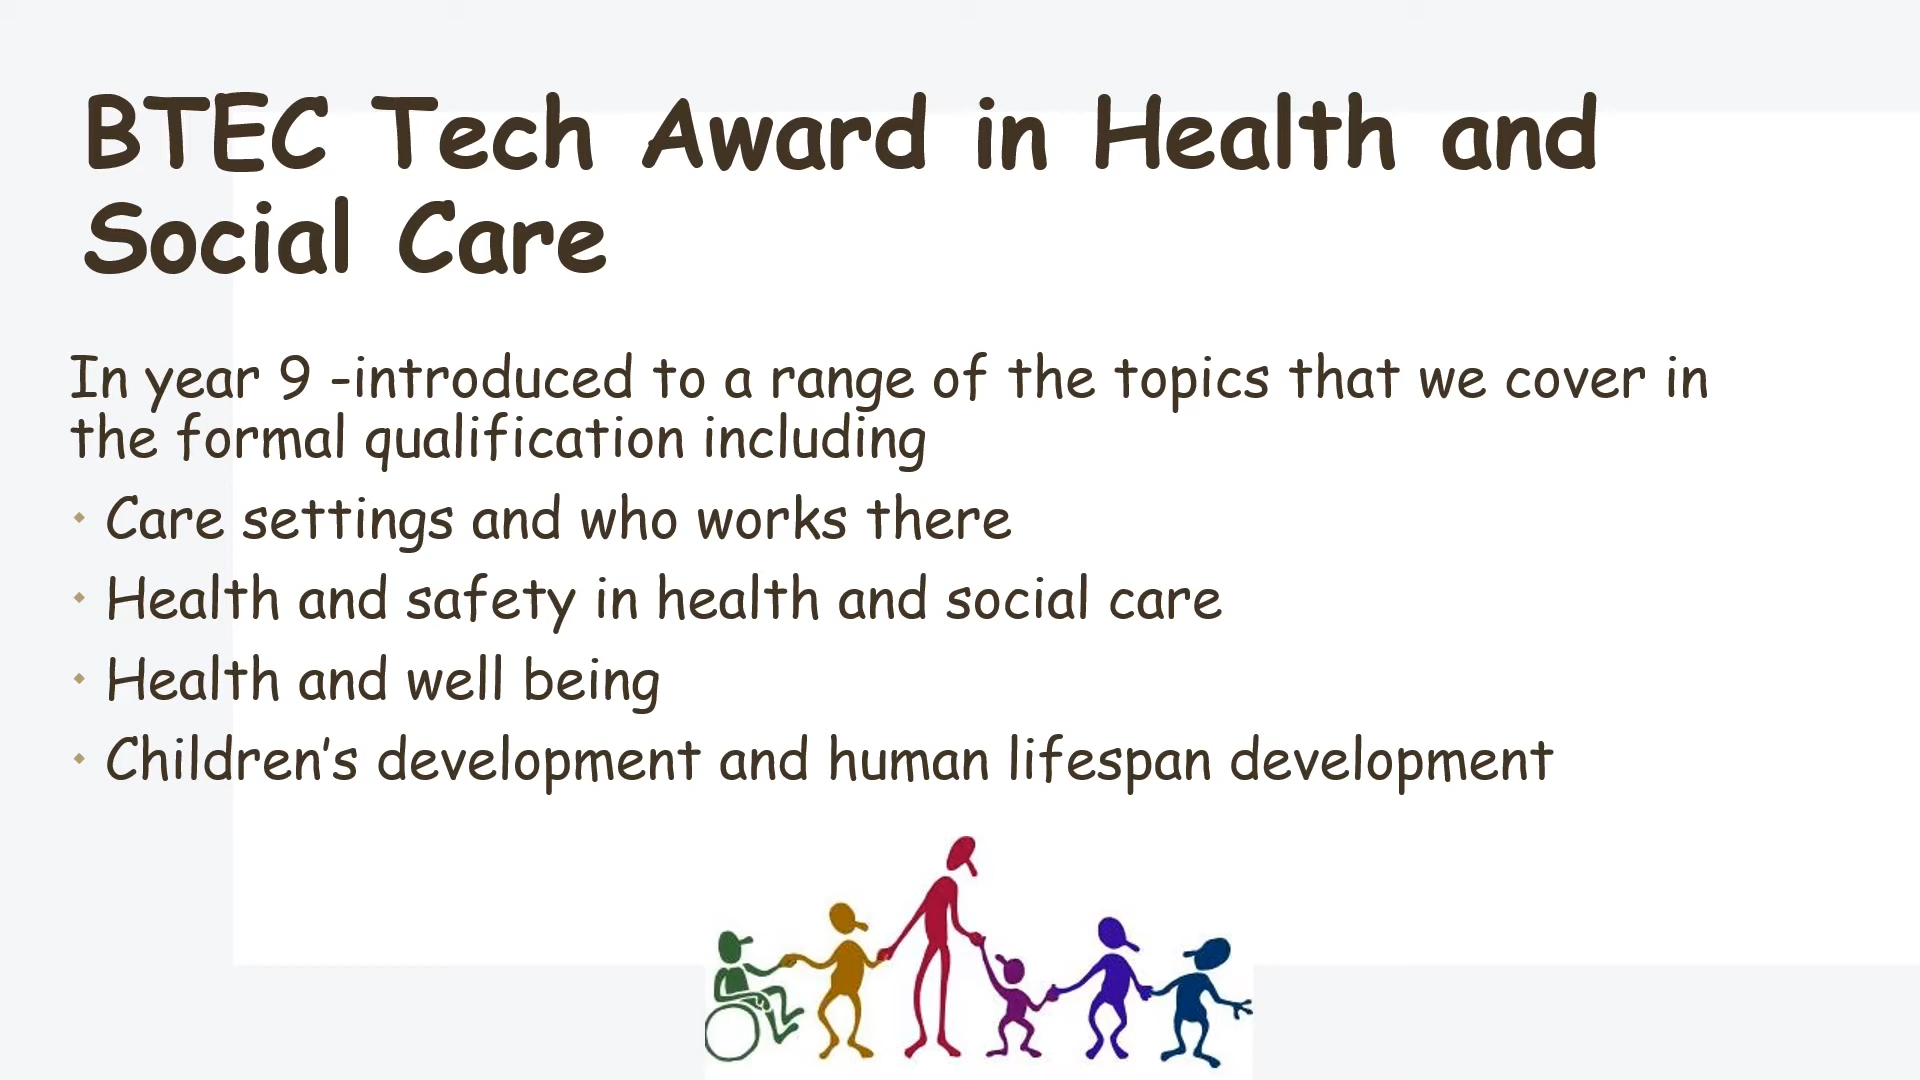 BTEC Tech Award in Health and
Social Care
In year 9 -introduced to a range of the topics that we cover in
the formal qualification including
• Care settings and who works there
• Health and safety in health and social care
• Health and well being
• Children’s development and human lifespan development